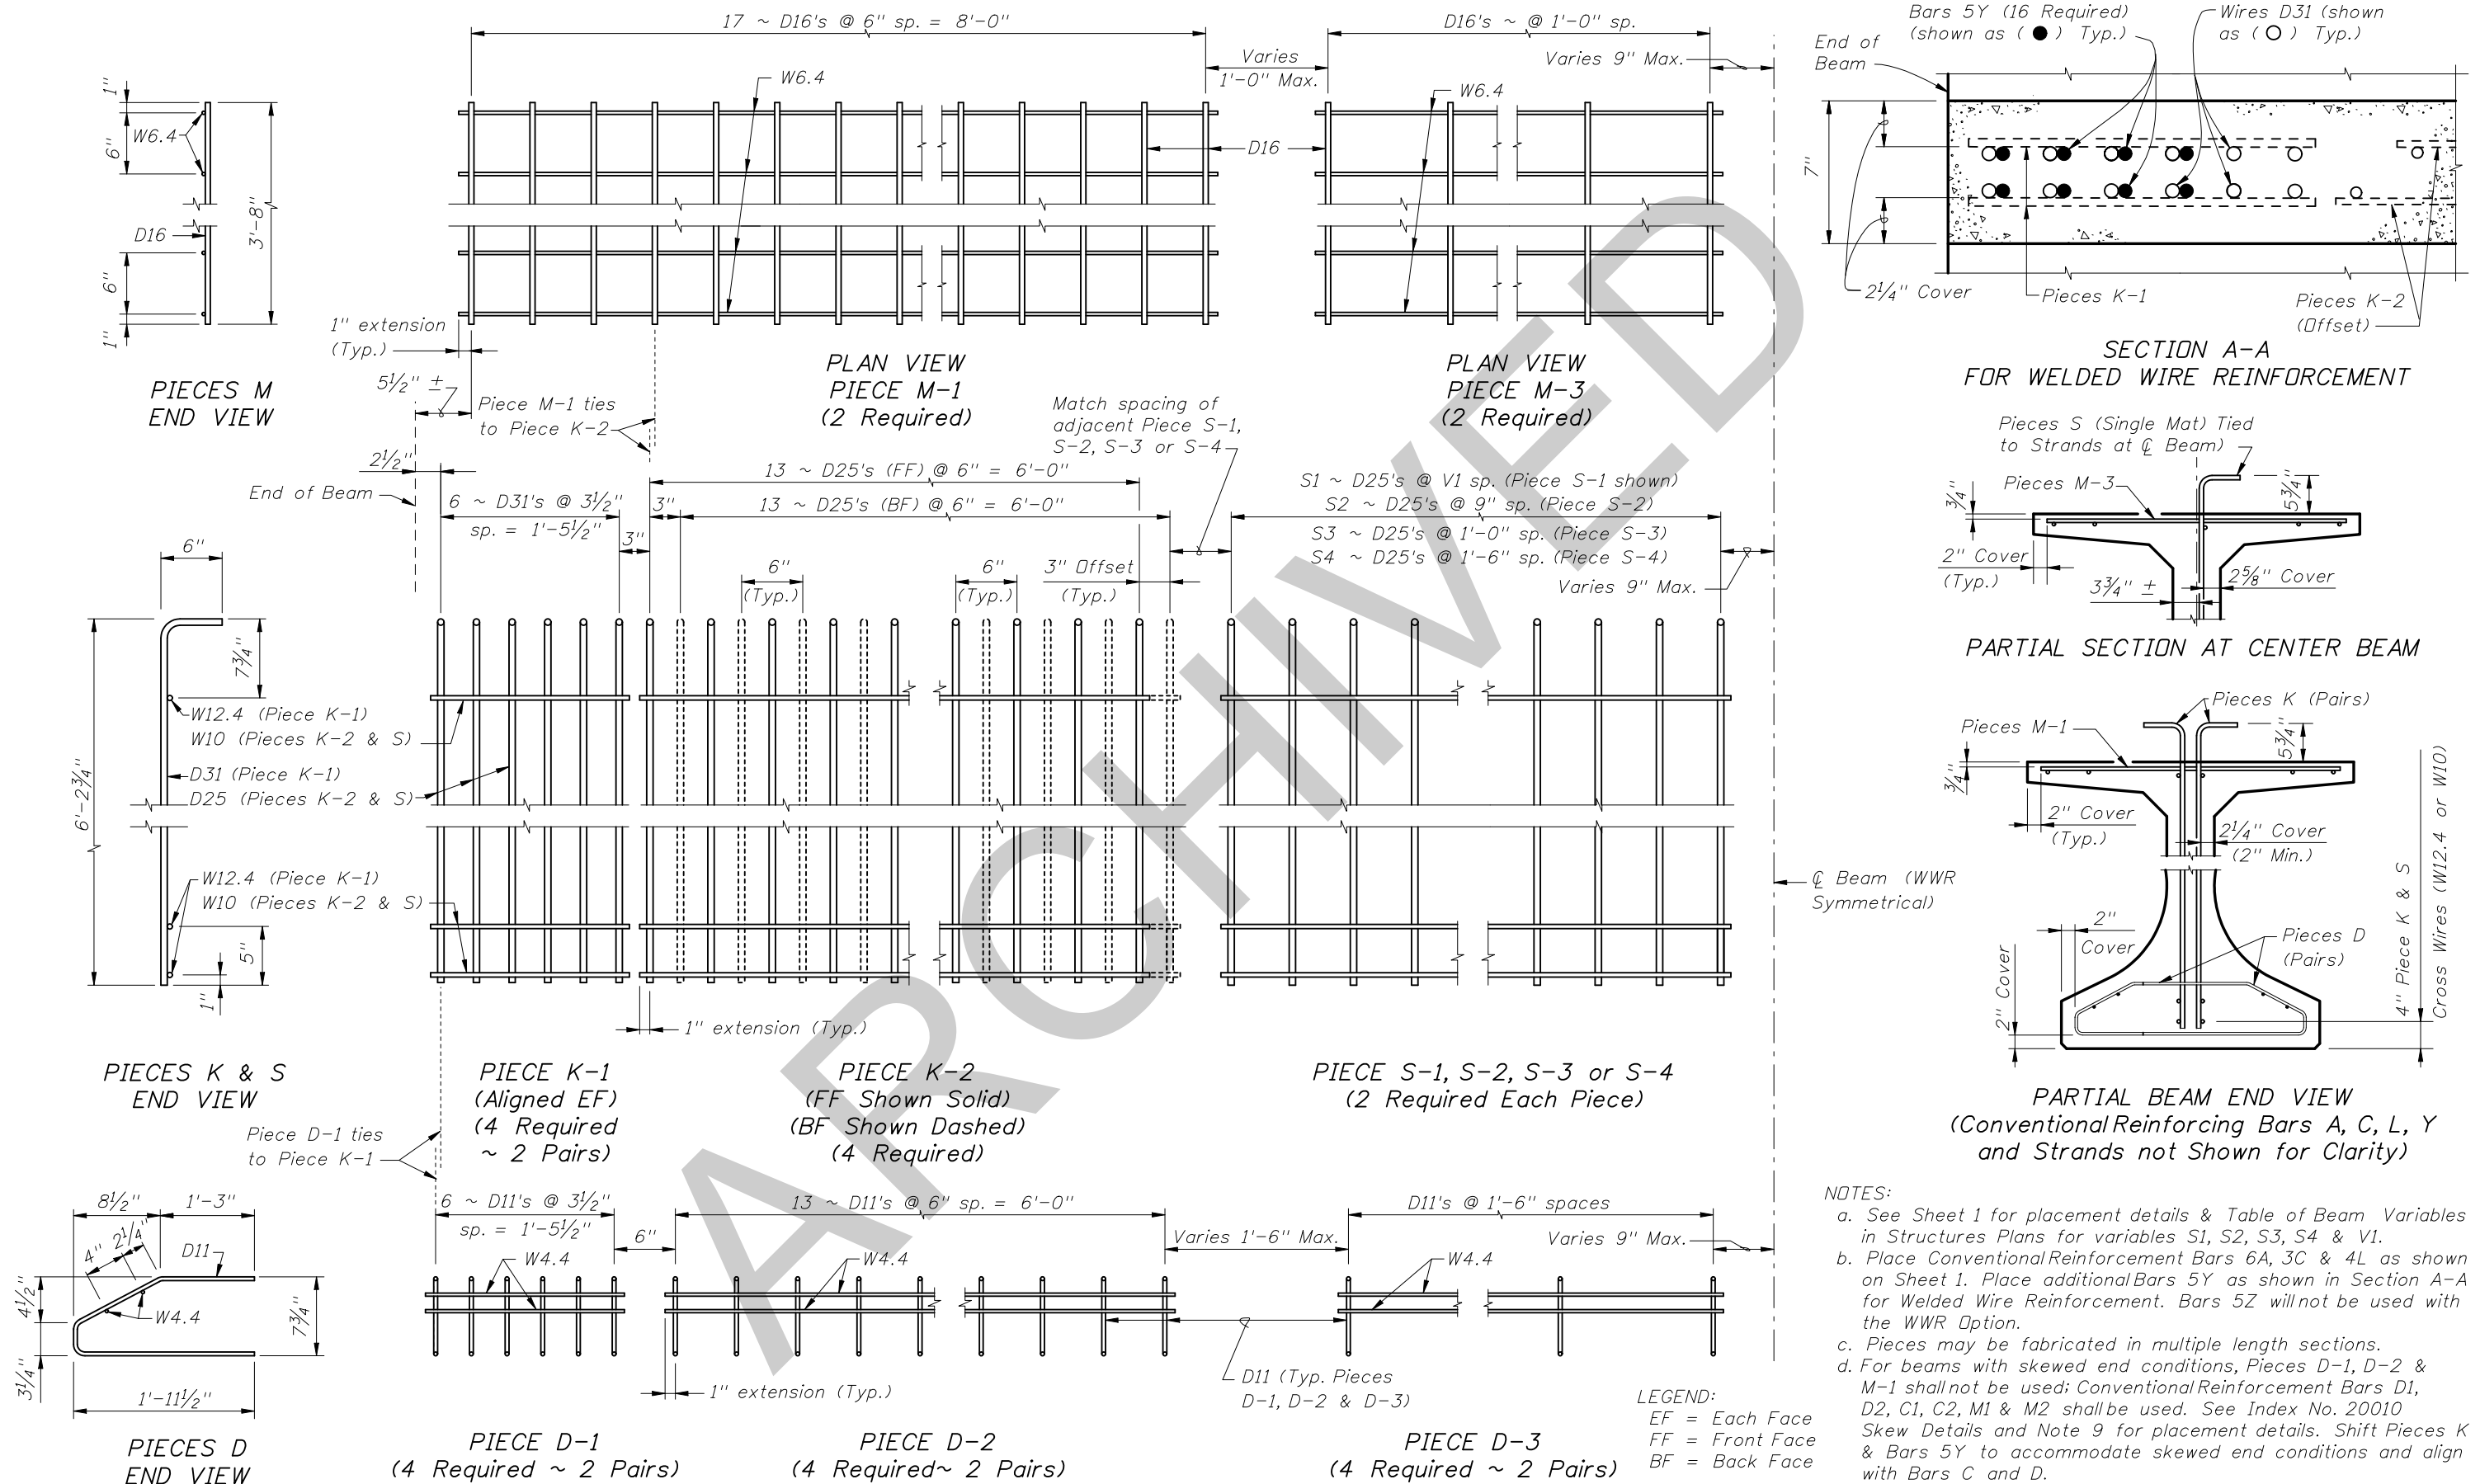 17 ~ D16's @ 6" sp. = 8'-0"
D16's ~ @ 1'-0" sp.
Varies
1'-0" Max.
Varies 9" Max.
W6.4
W6.4
D16
1"
6"
W6.4
D16
3'-8"
6"
1"
1" extension
(Typ.)
PIECES M
END VIEW
PLAN VIEW
PIECE M-1
(2 Required)
PLAN VIEW
PIECE M-3
(2 Required)
Bars 5Y (16 Required)
(shown as ( ● ) Typ.)
Wires D31 (shown
as ( ○ ) Typ.)
End of
Beam
7"
2¼" Cover
Pieces K-1
Pieces K-2
(Offset)
SECTION A-A
FOR WELDED WIRE REINFORCEMENT
5½" ±
Piece M-1 ties
to Piece K-2
Match spacing of
adjacent Piece S-1,
S-2, S-3 or S-4
2½"
End of Beam
6 ~ D31's @ 3½"
sp. = 1'-5½"
3"
3"
13 ~ D25's (FF) @ 6" = 6'-0"
13 ~ D25's (BF) @ 6" = 6'-0"
6"
(Typ.)
6"
(Typ.)
3" Offset
(Typ.)
S1 ~ D25's @ V1 sp. (Piece S-1 shown)
S2 ~ D25's @ 9" sp. (Piece S-2)
S3 ~ D25's @ 1'-0" sp. (Piece S-3)
S4 ~ D25's @ 1'-6" sp. (Piece S-4)
Varies 9" Max.
6"
7¾"
6'-2¾"
W12.4 (Piece K-1)
W10 (Pieces K-2 & S)
D31 (Piece K-1)
D25 (Pieces K-2 & S)
W12.4 (Piece K-1)
W10 (Pieces K-2 & S)
5"
1"
1" extension (Typ.)
℄ Beam (WWR
Symmetrical)
PIECES K & S
END VIEW
PIECE K-1
(Aligned EF)
(4 Required
~ 2 Pairs)
PIECE K-2
(FF Shown Solid)
(BF Shown Dashed)
(4 Required)
PIECE S-1, S-2, S-3 or S-4
(2 Required Each Piece)
Pieces S (Single Mat) Tied
to Strands at ℄ Beam)
Pieces M-3
¾"
5¾"
2" Cover
(Typ.)
3¾" ±
2⅝" Cover
PARTIAL SECTION AT CENTER BEAM
Pieces K (Pairs)
Pieces M-1
¾"
5¾"
2" Cover
(Typ.)
2¼" Cover
(2" Min.)
2"
Cover
Pieces D
(Pairs)
2" Cover
4" Piece K & S
Cross Wires (W12.4 or W10)
PARTIAL BEAM END VIEW
(Conventional Reinforcing Bars A, C, L, Y
and Strands not Shown for Clarity)
Piece D-1 ties
to Piece K-1
8½"
1'-3"
4"
2¼"
D11
W4.4
4½"
3¼"
7¾"
1'-11½"
PIECES D
END VIEW
6 ~ D11's @ 3½"
sp. = 1'-5½"
W4.4
6"
13 ~ D11's @ 6" sp. = 6'-0"
W4.4
Varies 1'-6" Max.
D11's @ 1'-6" spaces
Varies 9" Max.
W4.4
1" extension (Typ.)
D11 (Typ. Pieces
D-1, D-2 & D-3)
PIECE D-1
(4 Required ~ 2 Pairs)
PIECE D-2
(4 Required~ 2 Pairs)
PIECE D-3
(4 Required ~ 2 Pairs)
LEGEND:
EF = Each Face
FF = Front Face
BF = Back Face
NOTES:
a. See Sheet 1 for placement details & Table of Beam Variables
in Structures Plans for variables S1, S2, S3, S4 & V1.
b. Place Conventional Reinforcement Bars 6A, 3C & 4L as shown
on Sheet 1. Place additional Bars 5Y as shown in Section A-A
for Welded Wire Reinforcement. Bars 5Z will not be used with
the WWR Option.
c. Pieces may be fabricated in multiple length sections.
d. For beams with skewed end conditions, Pieces D-1, D-2 &
M-1 shall not be used; Conventional Reinforcement Bars D1,
D2, C1, C2, M1 & M2 shall be used. See Index No. 20010
Skew Details and Note 9 for placement details. Shift Pieces K
& Bars 5Y to accommodate skewed end conditions and align
with Bars C and D.
ARCHIVED